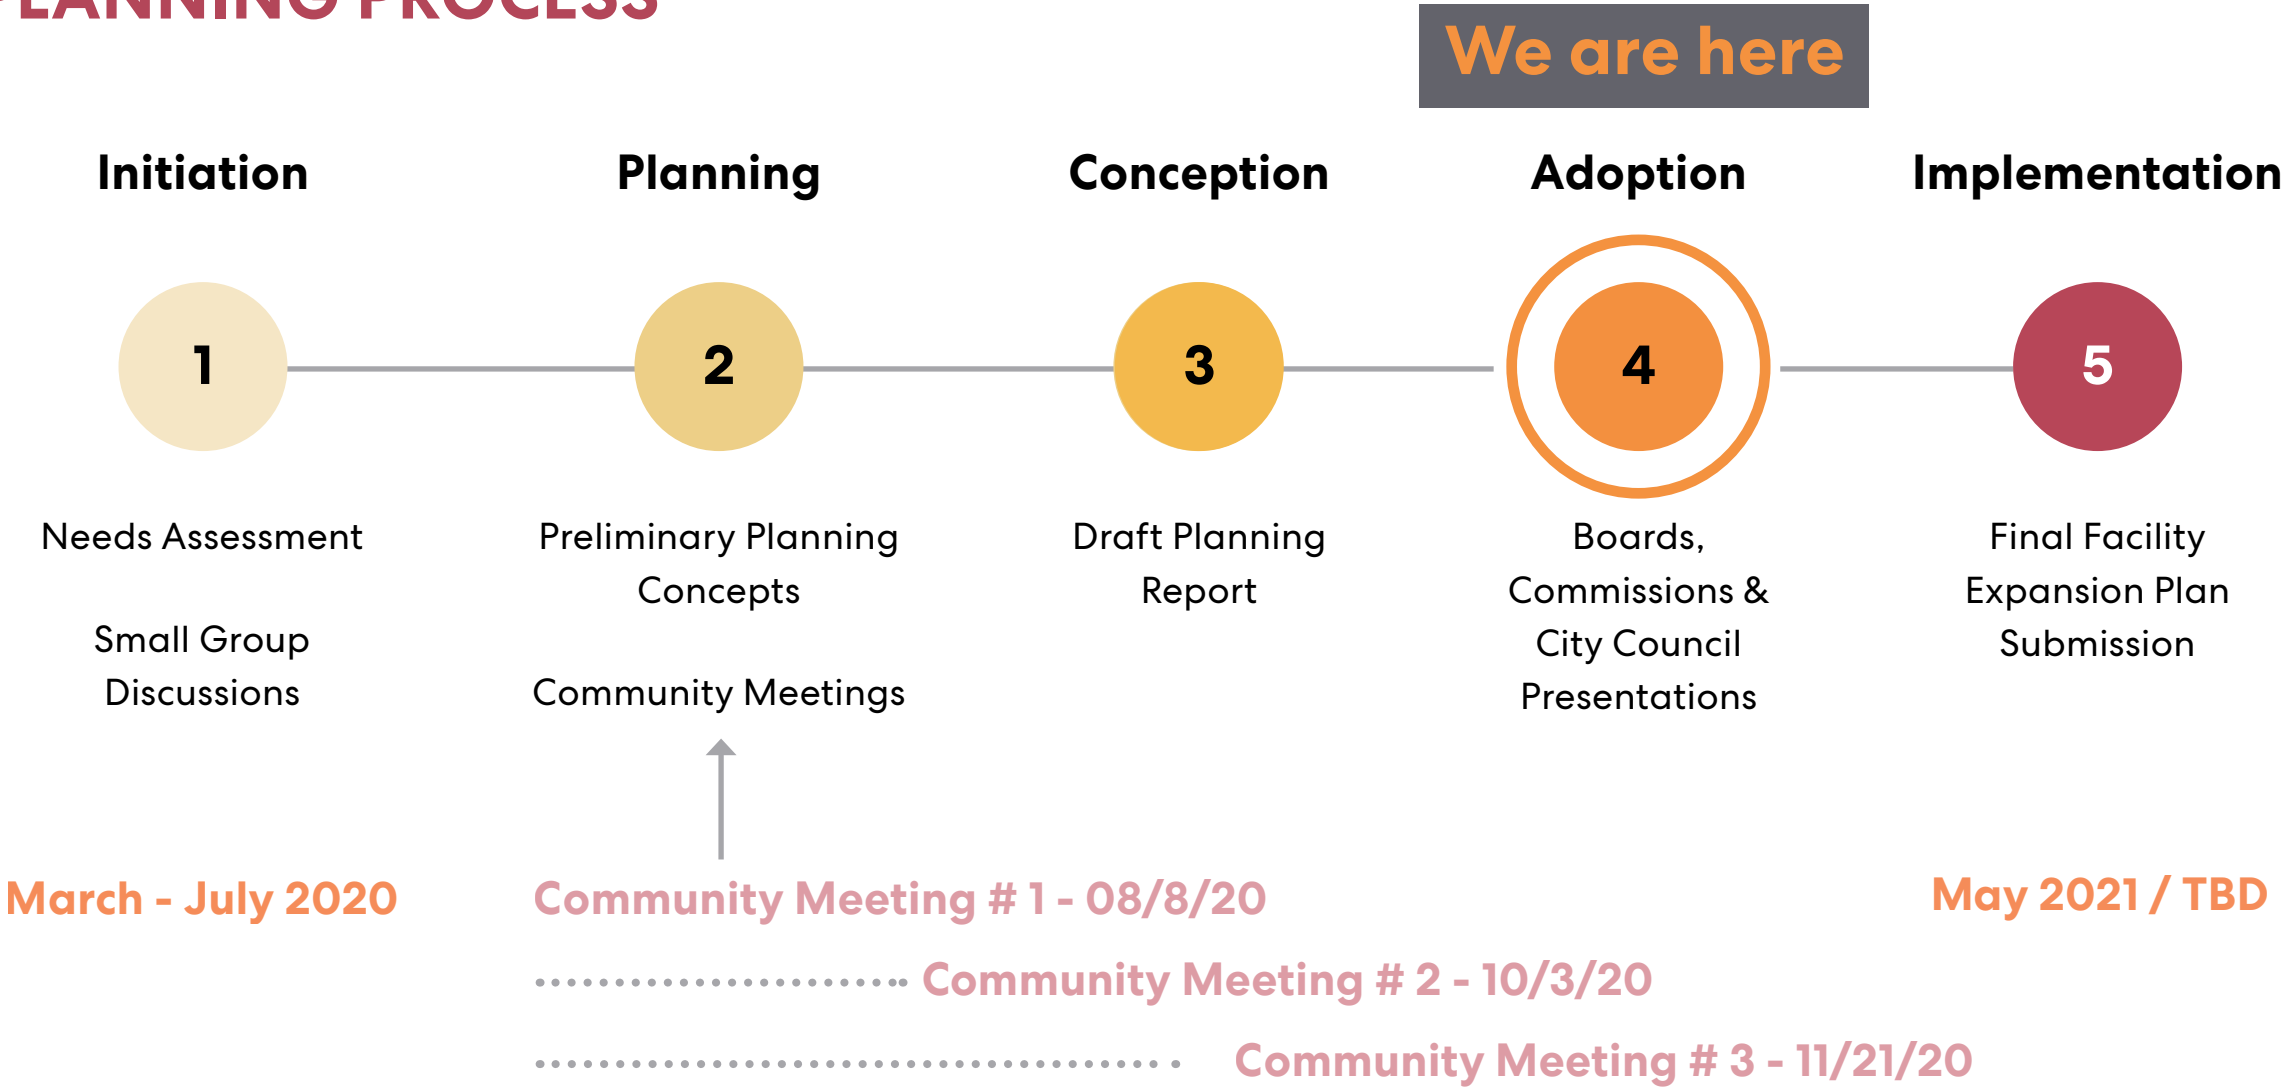 PLANNING PROCESS
We are here
Initiation
Planning
Conception
Adoption
Implementation
1
2
3
4
5
Needs Assessment
Small Group
Discussions
Preliminary Planning
Concepts
Community Meetings
Draft Planning
Report
Boards,
Commissions &
City Council
Presentations
Final Facility
Expansion Plan
Submission
March - July 2020
Community Meeting # 1 - 08/8/20
May 2021 / TBD
Community Meeting # 2 - 10/3/20
Community Meeting # 3 - 11/21/20